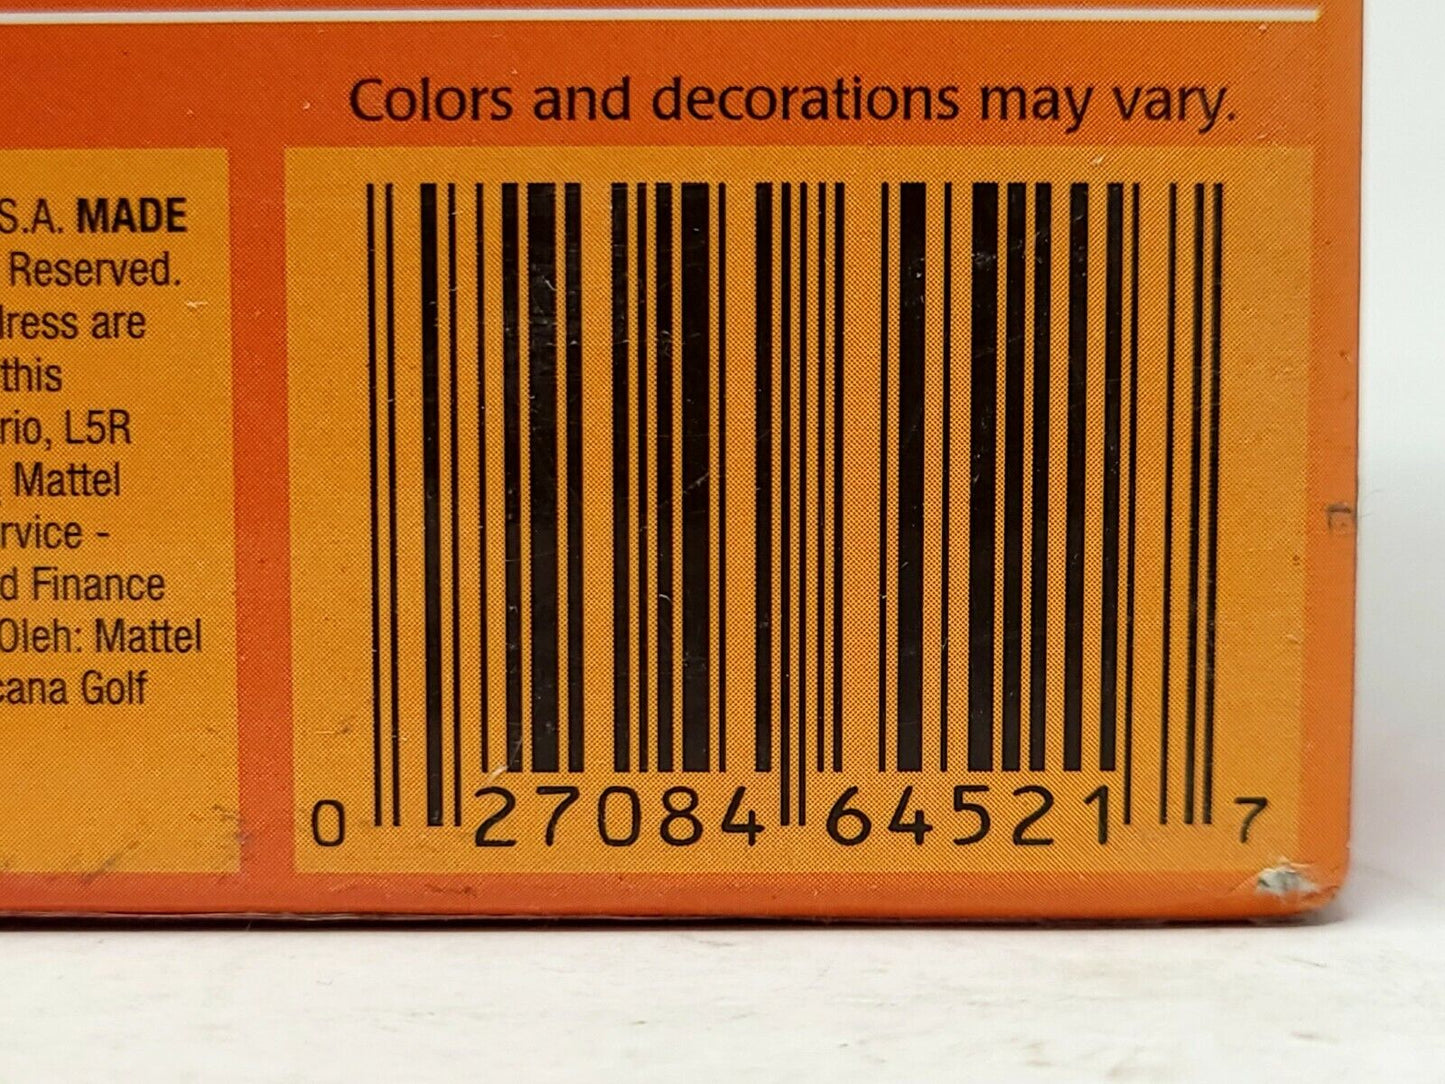 Colors and decorations may vary.
S.A. MADE
Reserved.
dress are
this
rio, L5R
, Mattel
rvice -
d Finance
Oleh: Mattel
cana Golf
0 27084 64521 7